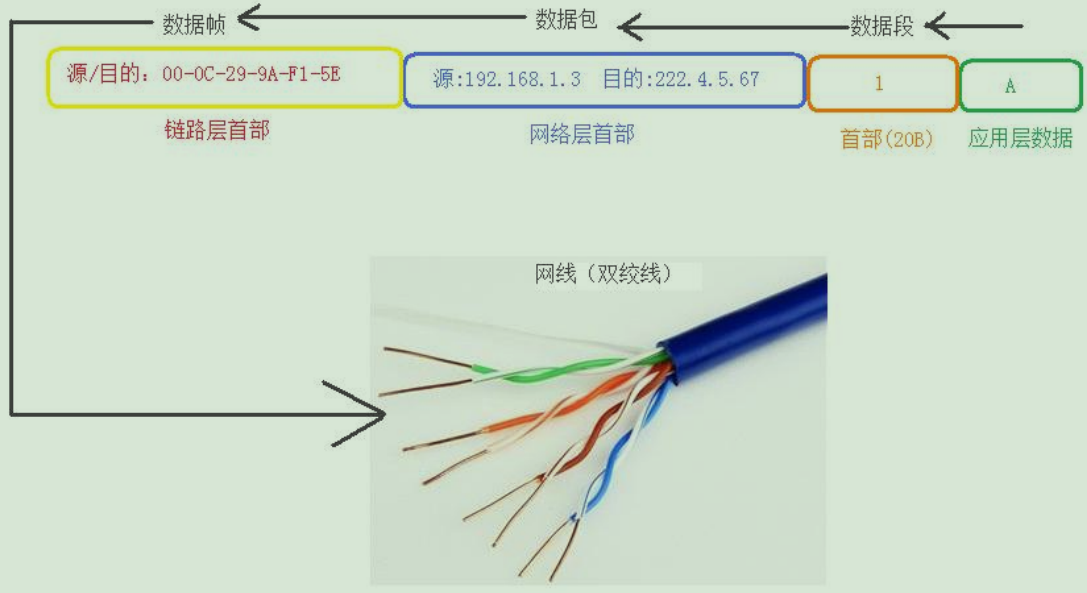 数据帧
数据包
数据段
源/目的：00-0C-29-9A-F1-5E
源:192.168.1.3 目的:222.4.5.67
1
A
链路层首部
网络层首部
首部(20B)
应用层数据
网线（双绞线）